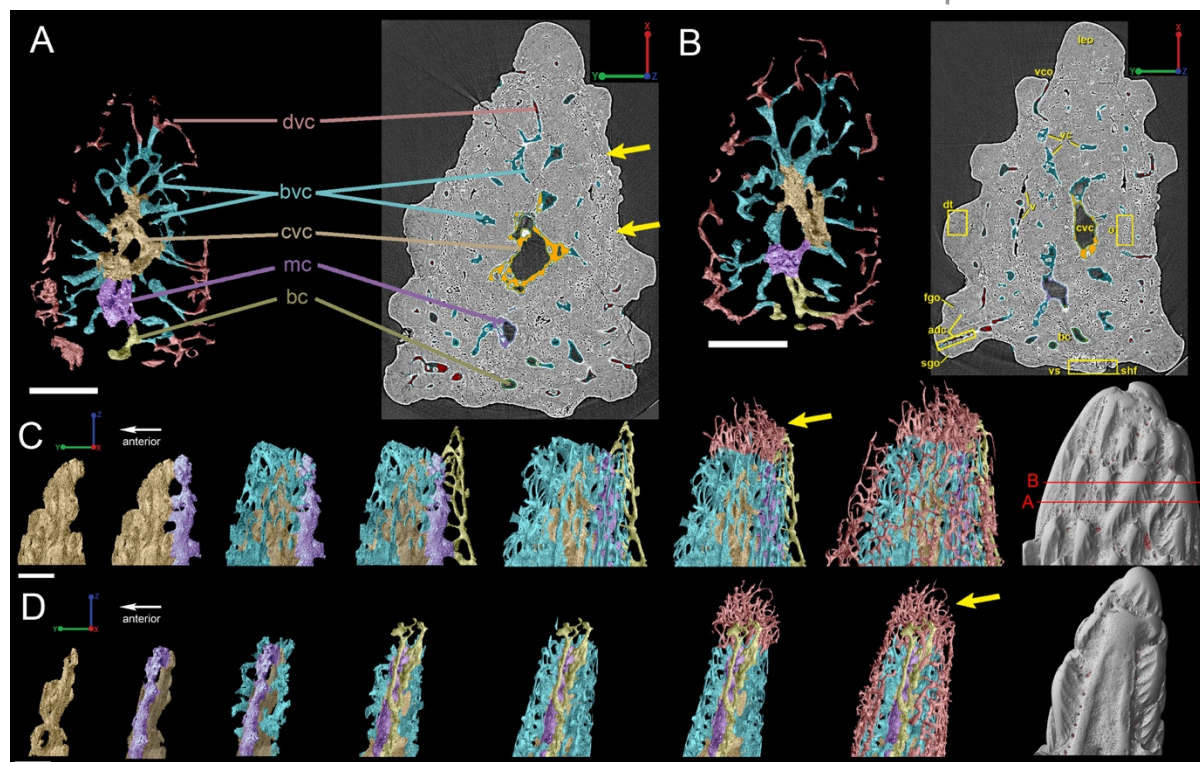 A
B
dvc
bvc
cvc
mc
bc
X
Y
Z
X
Y
Z
leo
vco
vc
v
dt
cvc
o
fgo
adc
sgo
bc
vs
shf
C
Z
Y
X
anterior
B
A
D
Z
Y
X
anterior